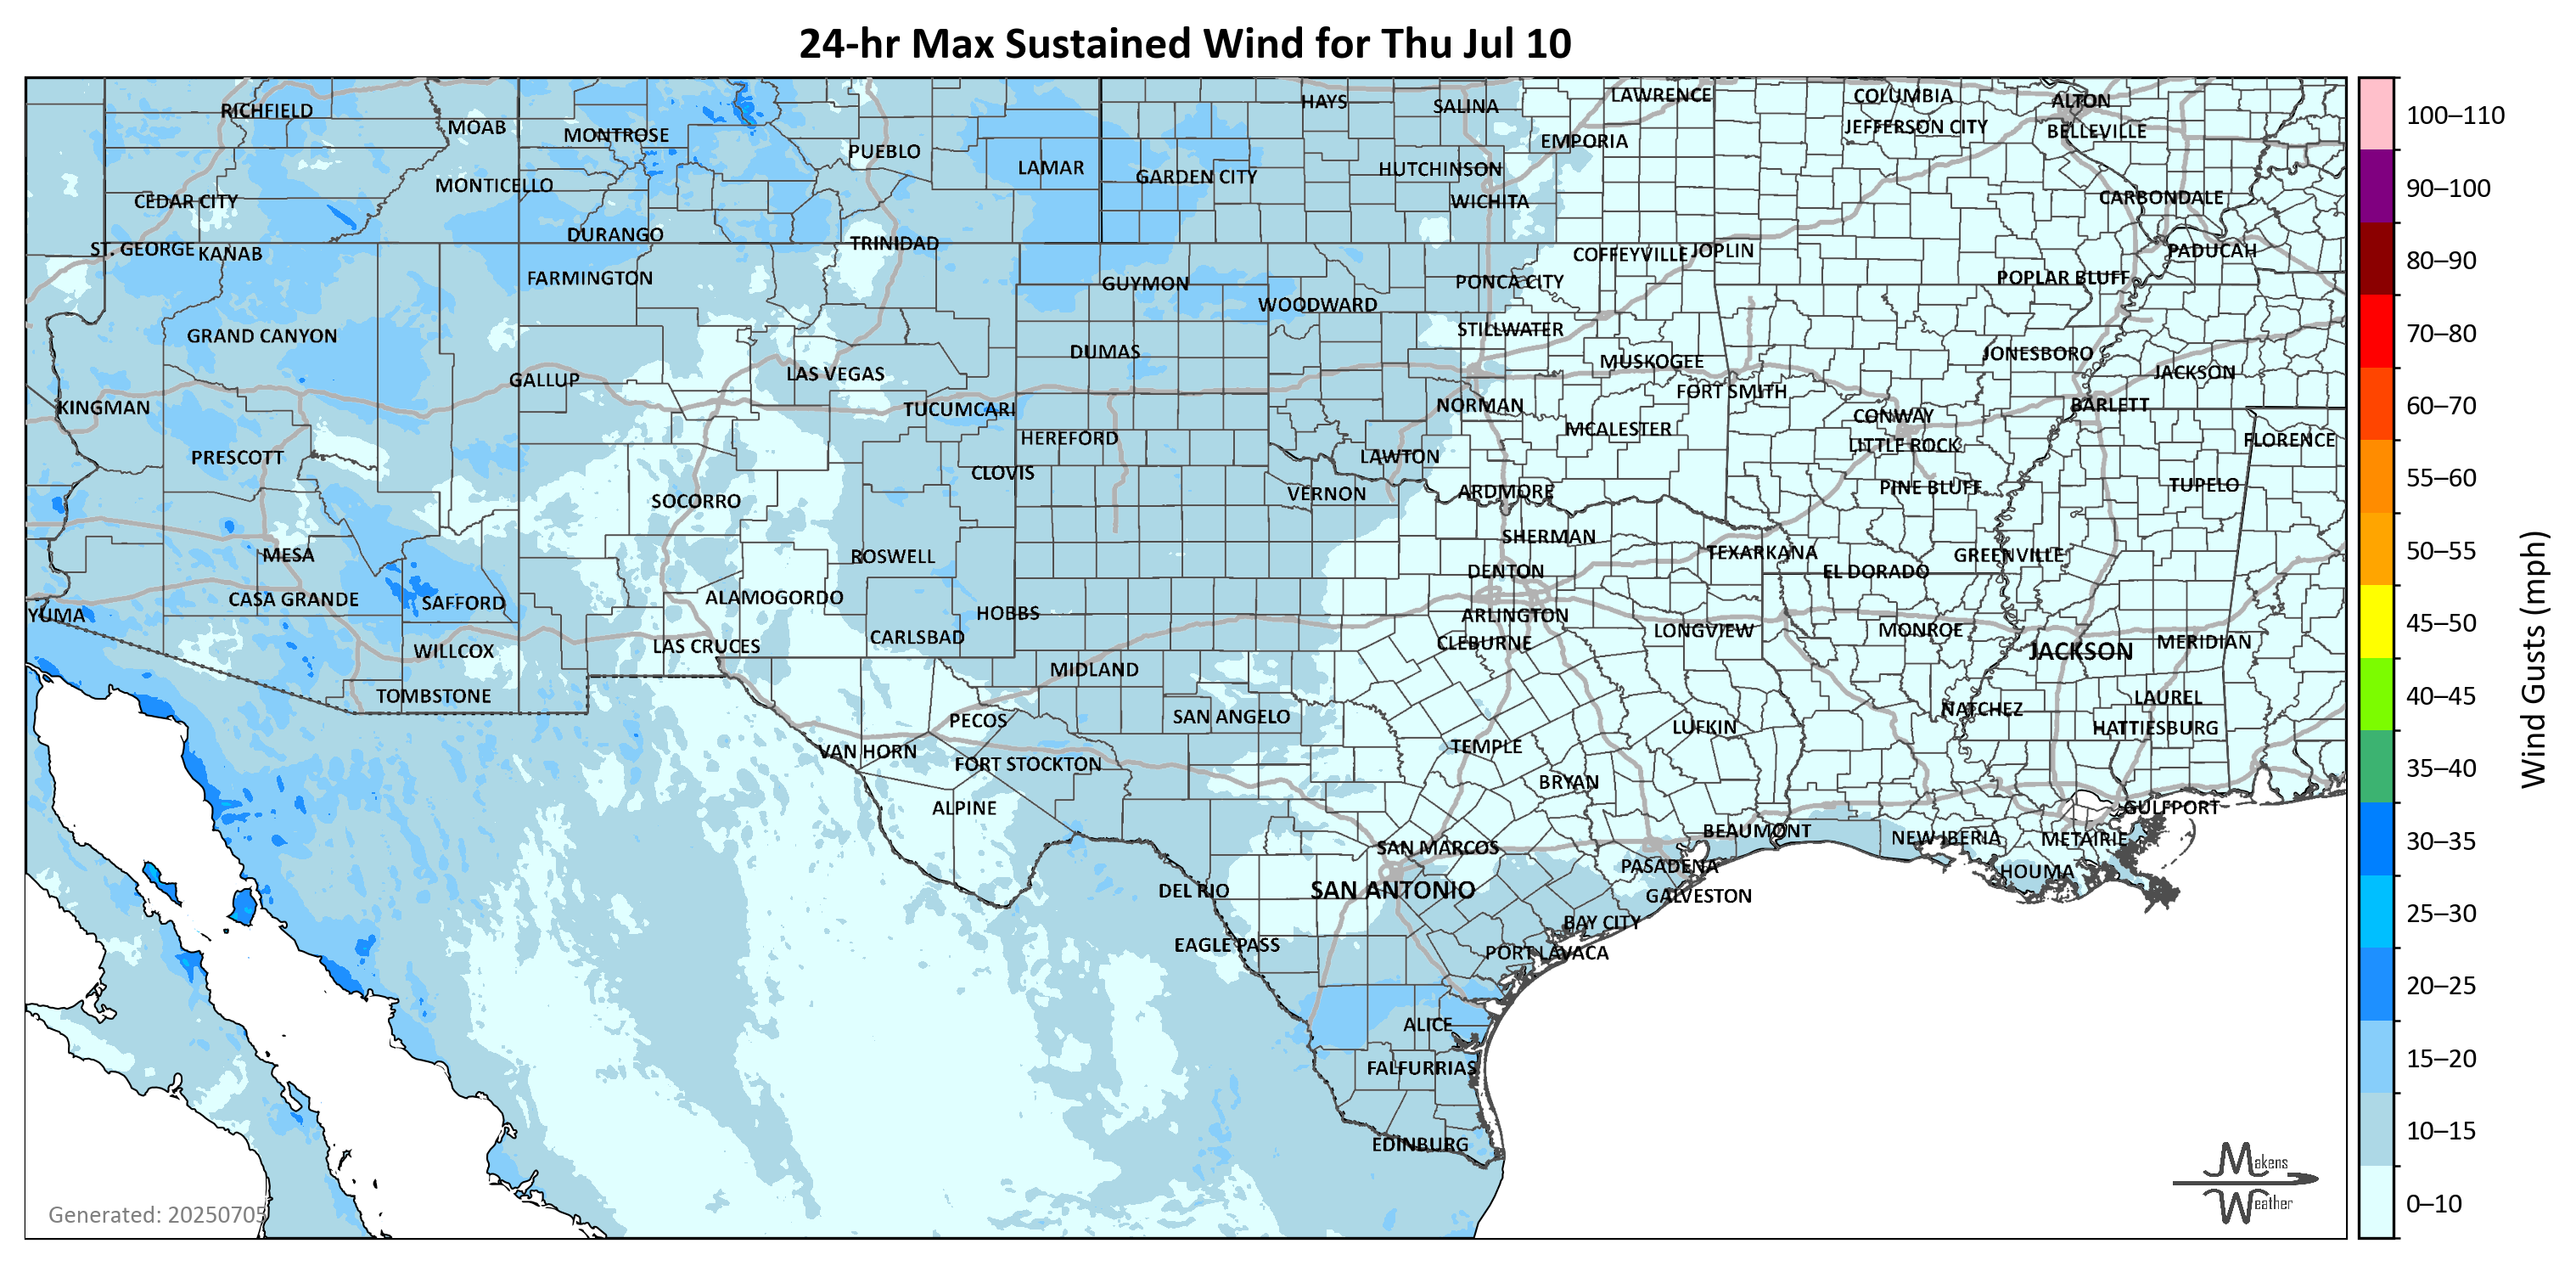 24-hr Max Sustained Wind for Thu Jul 10
RICHFIELD
MOAB
MONTROSE
PUEBLO
LAMAR
HAYS
SALINA
LAWRENCE
COLUMBIA
ALTON
EMPORIA
JEFFERSON CITY
BELLEVILLE
CEDAR CITY
MONTICELLO
GARDEN CITY
HUTCHINSON
WICHITA
CARBONDALE
ST. GEORGE
KANAB
DURANGO
TRINIDAD
COFFEYVILLE
JOPLIN
PADUCAH
FARMINGTON
GUYMON
WOODWARD
PONCA CITY
POPLAR BLUFF
GRAND CANYON
DUMAS
STILLWATER
MUSKOGEE
JONESBORO
GALLUP
LAS VEGAS
FORT SMITH
JACKSON
KINGMAN
TUCUMCARI
NORMAN
CONWAY
BARLETT
PRESCOTT
HEREFORD
MCALESTER
LITTLE ROCK
FLORENCE
CLOVIS
LAWTON
SOCORRO
VERNON
ARDMORE
PINE BLUFF
TUPELO
MESA
ROSWELL
SHERMAN
TEXARKANA
GREENVILLE
DENTON
EL DORADO
YUMA
CASA GRANDE
SAFFORD
ALAMOGORDO
HOBBS
ARLINGTON
WILLCOX
LAS CRUCES
CARLSBAD
CLEBURNE
LONGVIEW
MONROE
JACKSON
MERIDIAN
TOMBSTONE
MIDLAND
PECOS
SAN ANGELO
LUFKIN
NATCHEZ
LAUREL
HATTIESBURG
VAN HORN
FORT STOCKTON
TEMPLE
BRYAN
ALPINE
GULFPORT
SAN MARCOS
BEAUMONT
NEW IBERIA
METAIRIE
DEL RIO
SAN ANTONIO
PASADENA
GALVESTON
HOUMA
EAGLE PASS
BAY CITY
PORT LAVACA
ALICE
FALFURRIAS
EDINBURG
Generated: 20250705
Makens
Weather
100–110
90–100
80–90
70–80
60–70
55–60
50–55
45–50
40–45
35–40
30–35
25–30
20–25
15–20
10–15
0–10
Wind Gusts (mph)